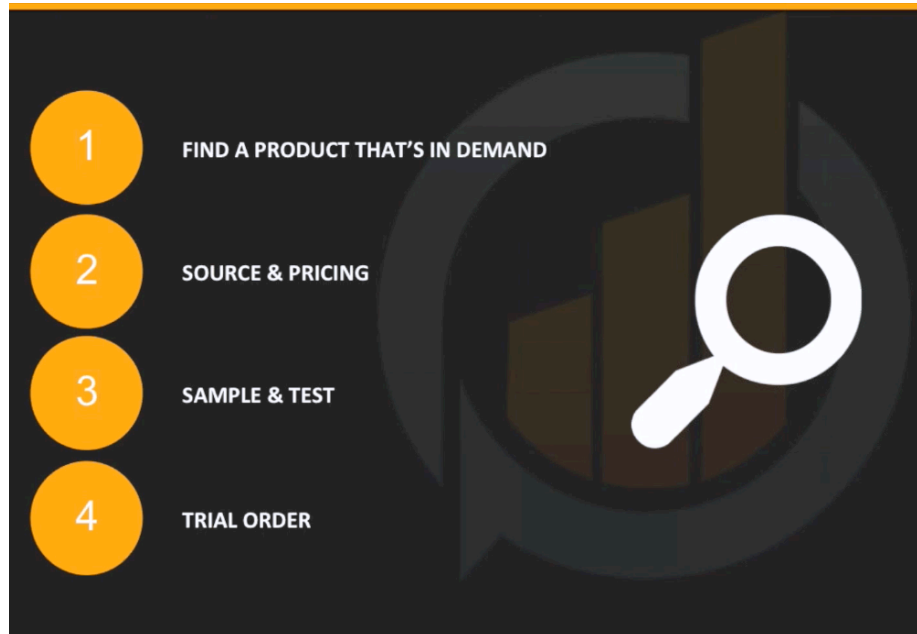 1
FIND A PRODUCT THAT’S IN DEMAND
2
SOURCE & PRICING
3
SAMPLE & TEST
4
TRIAL ORDER